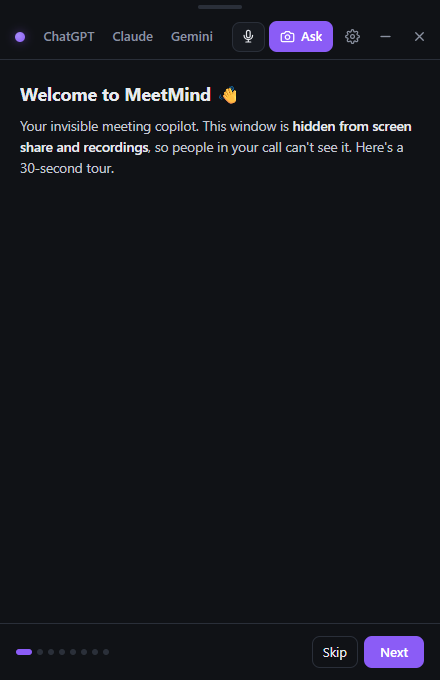 ChatGPT Claude Gemini Ask
Welcome to MeetMind 👋
Your invisible meeting copilot. This window is hidden from screen
share and recordings, so people in your call can't see it. Here's a
30-second tour.
Skip Next